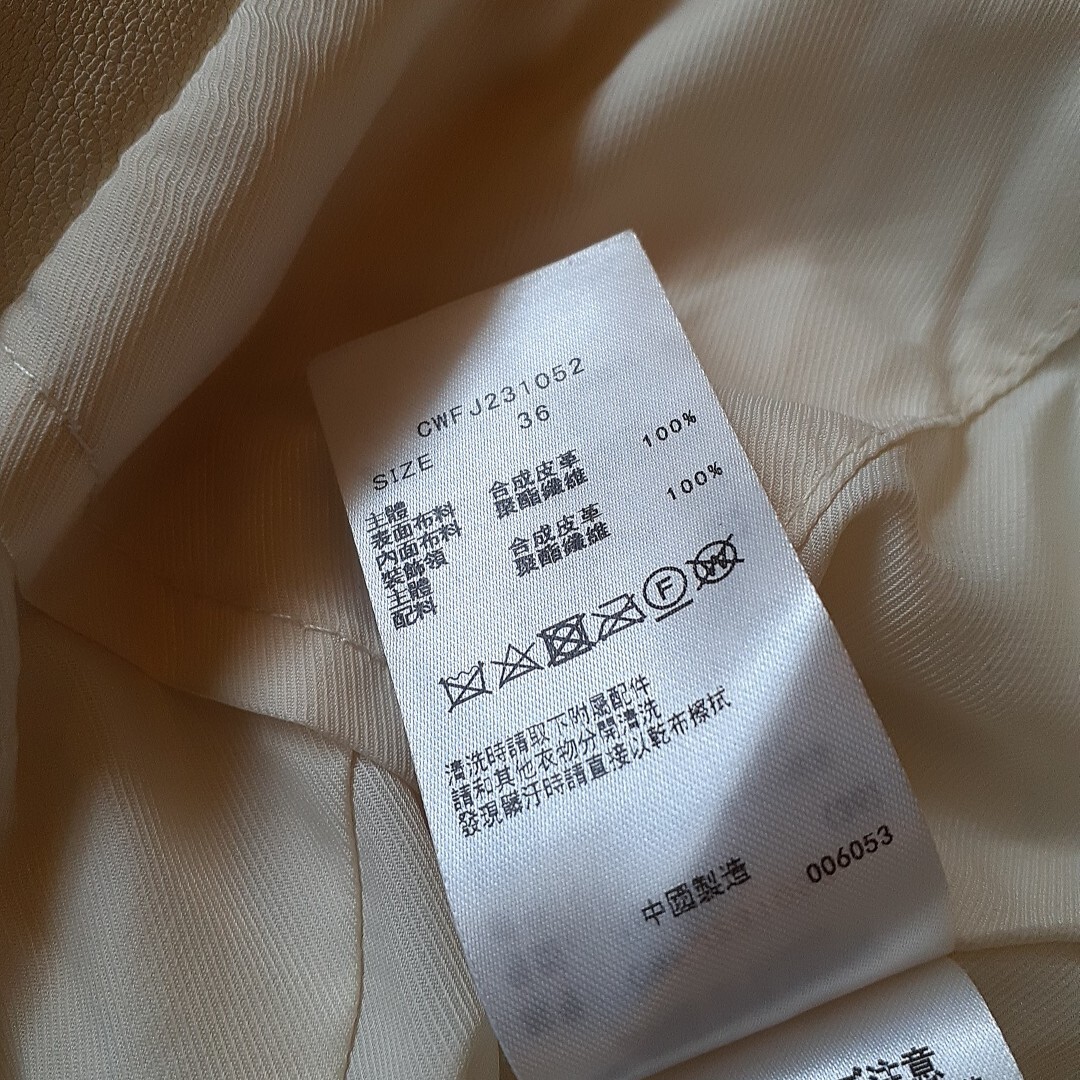 CWFJ231052
SIZE 36
主體
表面布料 合成皮革 100%
內面布料 聚酯纖維
裝飾領
主體 合成皮革 100%
配料 聚酯纖維
F
W
清洗時請取下附屬配件
請和其他衣物分開清洗
發現髒汙時請直接以乾布擦拭
中國製造 006053
注意